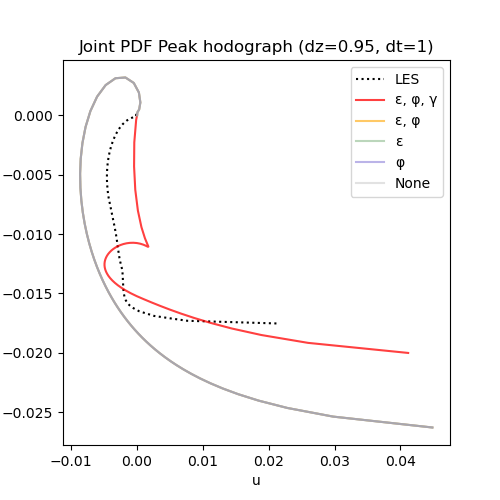 Joint PDF Peak hodograph (dz=0.95, dt=1)
LES
ε, φ, γ
ε, φ
ε
φ
None
0.000
−0.005
−0.010
−0.015
−0.020
−0.025
−0.01 0.00 0.01 0.02 0.03 0.04
u